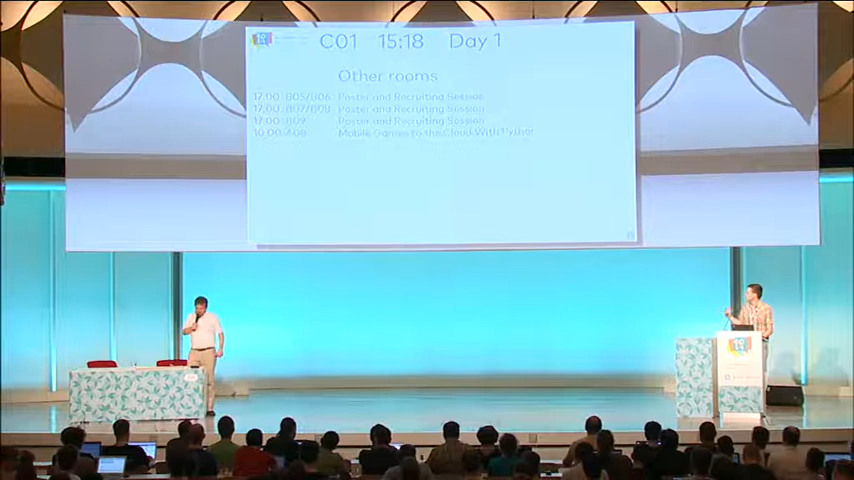 C01 15:18 Day 1
Other rooms
17:00 B05/B06 Poster and Recruiting Session
17:00 B07/B08 Poster and Recruiting Session
17:00 B09 Poster and Recruiting Session
10:00 A08 Mobile Games to the Cloud With Python